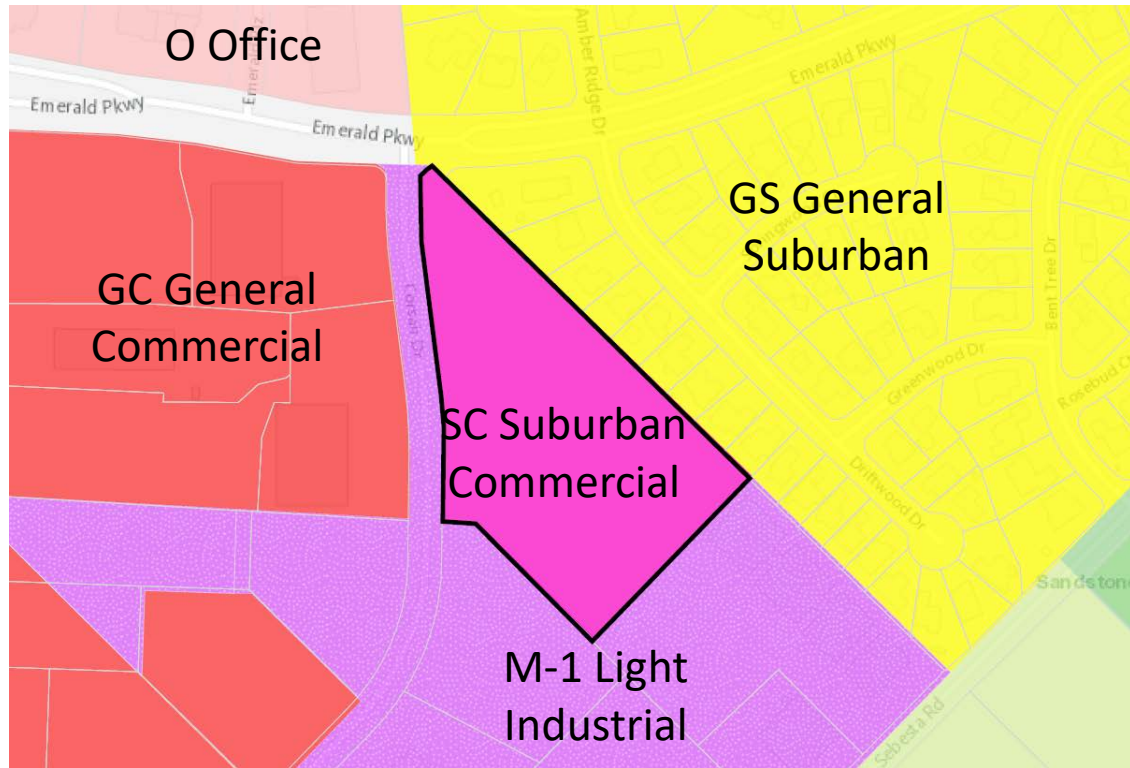 O Office
Amber Ridge Dr
Emerald Pkwy
Emerald Pkwy
Emerald Pkwy
GS General
Suburban
GC General
Commercial
Corsair Dr
Bent Tree Dr
Greenwood Dr
Rosebud
SC Suburban
Commercial
Driftwood Dr
Sandstone
M-1 Light
Industrial
Sebesta Rd